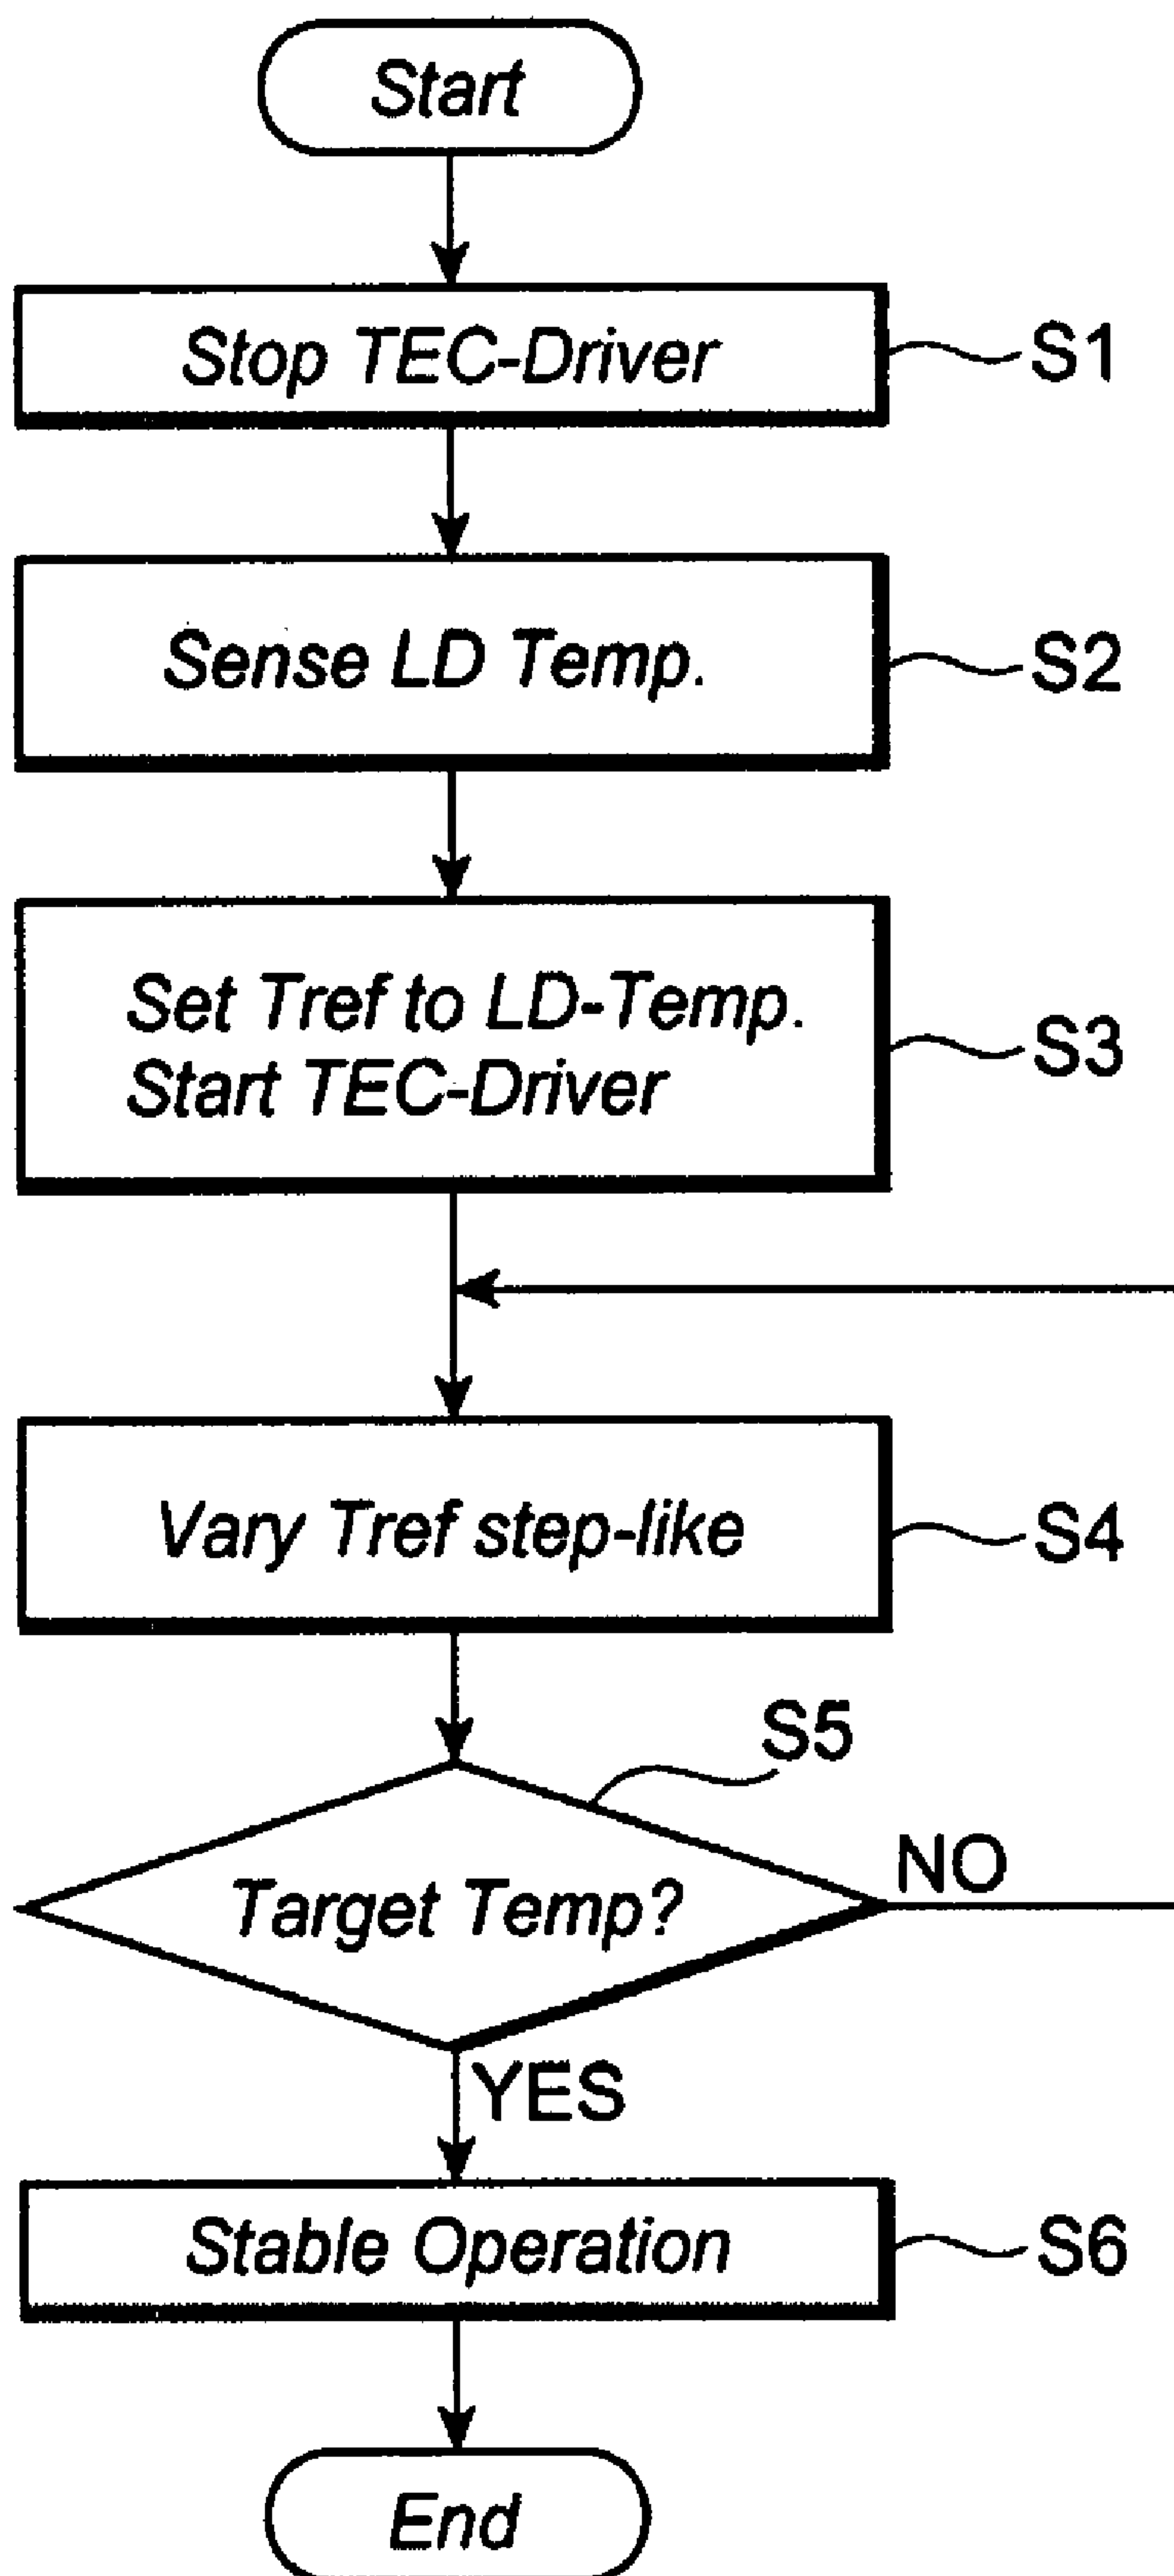 Start
Stop TEC-Driver
S1
Sense LD Temp.
S2
Set Tref to LD-Temp.
Start TEC-Driver
S3
Vary Tref step-like
S4
S5
Target Temp?
NO
YES
Stable Operation
S6
End